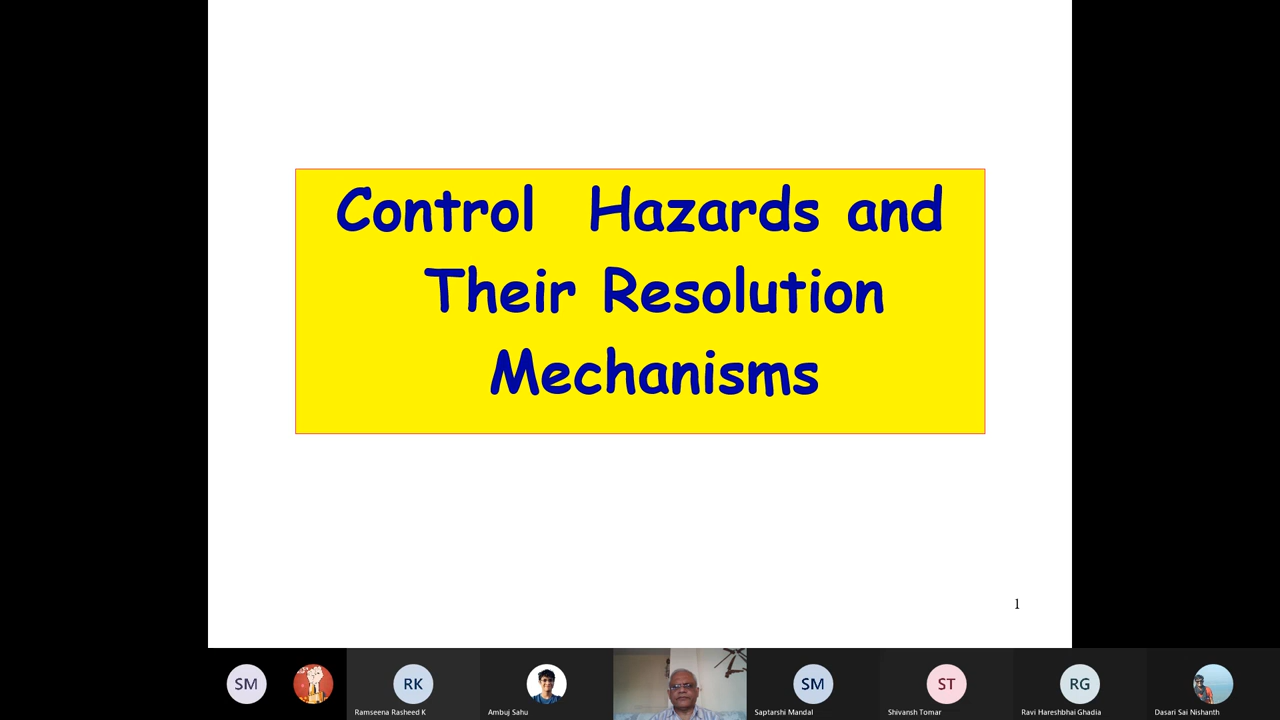 Control Hazards and
Their Resolution
Mechanisms
1
SM
RK
SM
ST
RG
Ramseena Rasheed K
Ambuj Sahu
Saptarshi Mandal
Shivansh Tomar
Ravi Hareshbhai Ghadia
Dasari Sai Nishanth